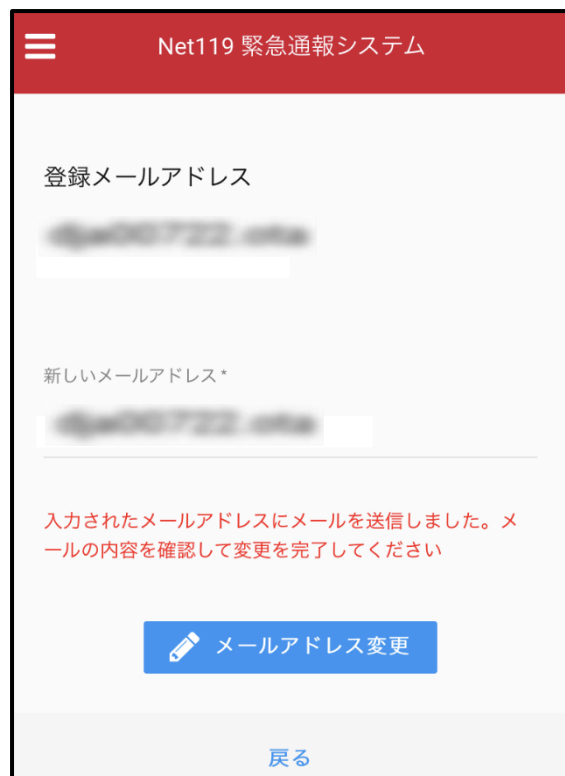 Net119 緊急通報システム
登録メールアドレス
新しいメールアドレス*
入力されたメールアドレスにメールを送信しました。メ
ールの内容を確認して変更を完了してください
メールアドレス変更
戻る